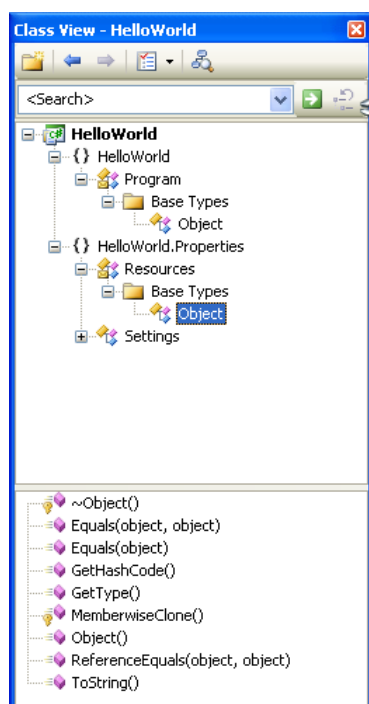 Class View - HelloWorld
<Search>
HelloWorld
{} HelloWorld
Program
Base Types
Object
{} HelloWorld.Properties
Resources
Base Types
Object
Settings
~Object()
Equals(object, object)
Equals(object)
GetHashCode()
GetType()
MemberwiseClone()
Object()
ReferenceEquals(object, object)
ToString()